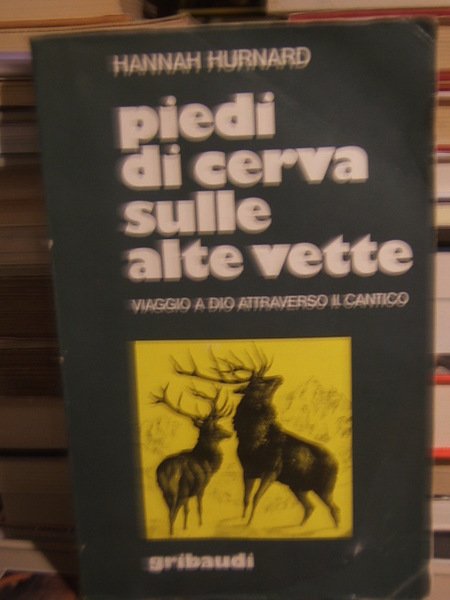 HANNAH HURNARD
piedi
di cerva
sulle
alte vette
VIAGGIO A DIO ATTRAVERSO IL CANTICO
gribaudi